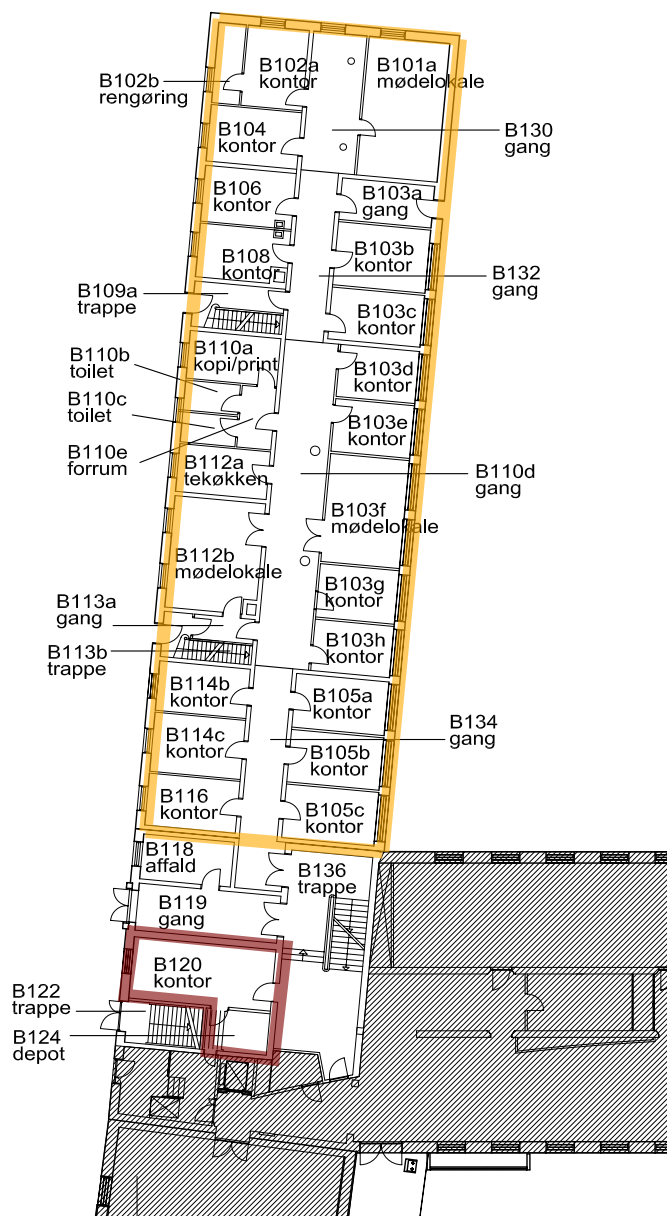 B102a
kontor
B101a
mødelokale
B102b
rengøring
B104
kontor
B130
gang
B106
kontor
B103a
gang
B108
kontor
B103b
kontor
B132
gang
B109a
trappe
B103c
kontor
B110a
kopi/print
B110b
toilet
B103d
kontor
B110c
toilet
B103e
kontor
B110e
forrum
B112a
tekøkken
B110d
gang
B103f
mødelokale
B112b
mødelokale
B103g
kontor
B113a
gang
B103h
kontor
B113b
trappe
B114b
kontor
B105a
kontor
B134
gang
B114c
kontor
B105b
kontor
B116
kontor
B105c
kontor
B118
affald
B136
trappe
B119
gang
B120
kontor
B122
trappe
B124
depot